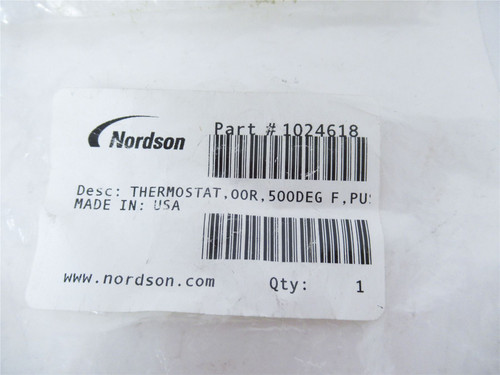 Nordson
Part # 1024618
Desc: THERMOSTAT,OOR,500DEG F,PU
MADE IN: USA
www.nordson.com
Qty: 1